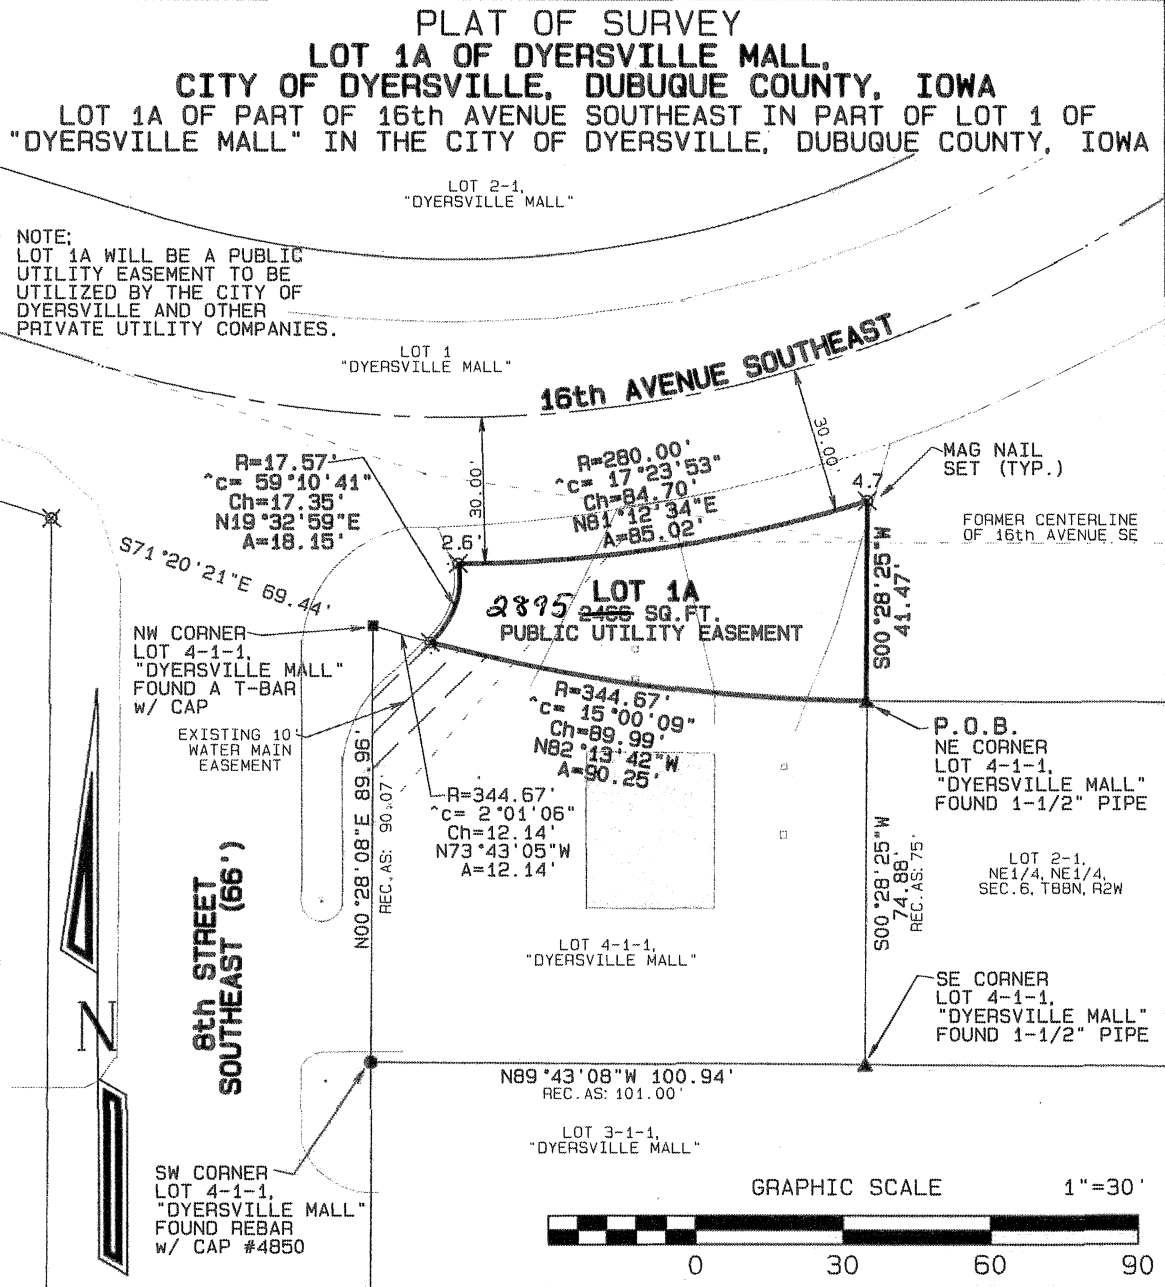 PLAT OF SURVEY
LOT 1A OF DYERSVILLE MALL,
CITY OF DYERSVILLE, DUBUQUE COUNTY, IOWA
LOT 1A OF PART OF 16th AVENUE SOUTHEAST IN PART OF LOT 1 OF
"DYERSVILLE MALL" IN THE CITY OF DYERSVILLE, DUBUQUE COUNTY, IOWA
LOT 2-1,
"DYERSVILLE MALL"
NOTE;
LOT 1A WILL BE A PUBLIC
UTILITY EASEMENT TO BE
UTILIZED BY THE CITY OF
DYERSVILLE AND OTHER
PRIVATE UTILITY COMPANIES.
LOT 1
"DYERSVILLE MALL"
16th AVENUE SOUTHEAST
30.00'
30.00'
R=17.57'
^c= 59°10'41"
Ch=17.35'
N19°32'59"E
A=18.15'
R=280.00'
^c= 17°23'53"
Ch=84.70'
N81°12'34"E
A=85.02'
MAG NAIL
SET (TYP.)
4.7'
2.6'
FORMER CENTERLINE
OF 16th AVENUE SE
S71°20'21"E 69.44'
LOT 1A
2895 2466 SQ.FT.
PUBLIC UTILITY EASEMENT
S00°28'25"W
41.47'
NW CORNER
LOT 4-1-1,
"DYERSVILLE MALL"
FOUND A T-BAR
W/ CAP
EXISTING 10'
WATER MAIN
EASEMENT
R=344.67'
^c= 15°00'09"
Ch=89.99'
N82°13'42"W
A=90.25'
P.O.B.
NE CORNER
LOT 4-1-1,
"DYERSVILLE MALL"
FOUND 1-1/2" PIPE
R=344.67'
^c= 2°01'06"
Ch=12.14'
N73°43'05"W
A=12.14'
N00°28'08"E 89.96'
REC.AS: 90.07'
8th STREET
SOUTHEAST (66')
S00°28'25"W
74.88'
REC.AS:75'
LOT 2-1,
NE1/4, NE1/4,
SEC.6, T88N, R2W
LOT 4-1-1,
"DYERSVILLE MALL"
N
SE CORNER
LOT 4-1-1,
"DYERSVILLE MALL"
FOUND 1-1/2" PIPE
N89°43'08"W 100.94'
REC.AS: 101.00'
LOT 3-1-1,
"DYERSVILLE MALL"
SW CORNER
LOT 4-1-1,
"DYERSVILLE MALL"
FOUND REBAR
W/ CAP #4850
GRAPHIC SCALE 1"=30'
0 30 60 90